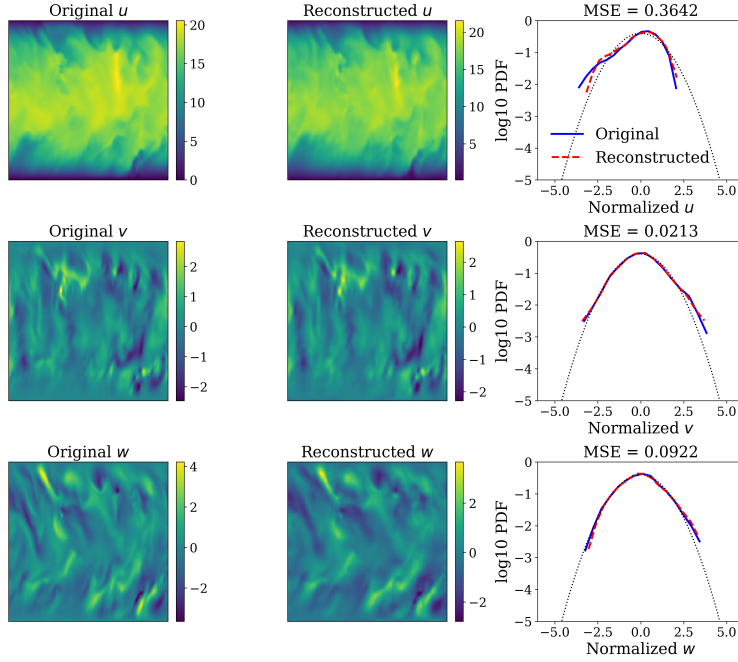 Original u
Reconstructed u
MSE = 0.3642
20
15
10
5
0
20
15
10
5
log10 PDF
0
−1
−2
−3
−4
−5
Original
Reconstructed
−5.0 −2.5 0.0 2.5 5.0
Normalized u
Original v
Reconstructed v
MSE = 0.0213
2
1
0
−1
−2
2
1
0
−1
−2
log10 PDF
0
−1
−2
−3
−4
−5
−5.0 −2.5 0.0 2.5 5.0
Normalized v
Original w
Reconstructed w
MSE = 0.0922
4
2
0
−2
2
0
−2
log10 PDF
0
−1
−2
−3
−4
−5
−5.0 −2.5 0.0 2.5 5.0
Normalized w